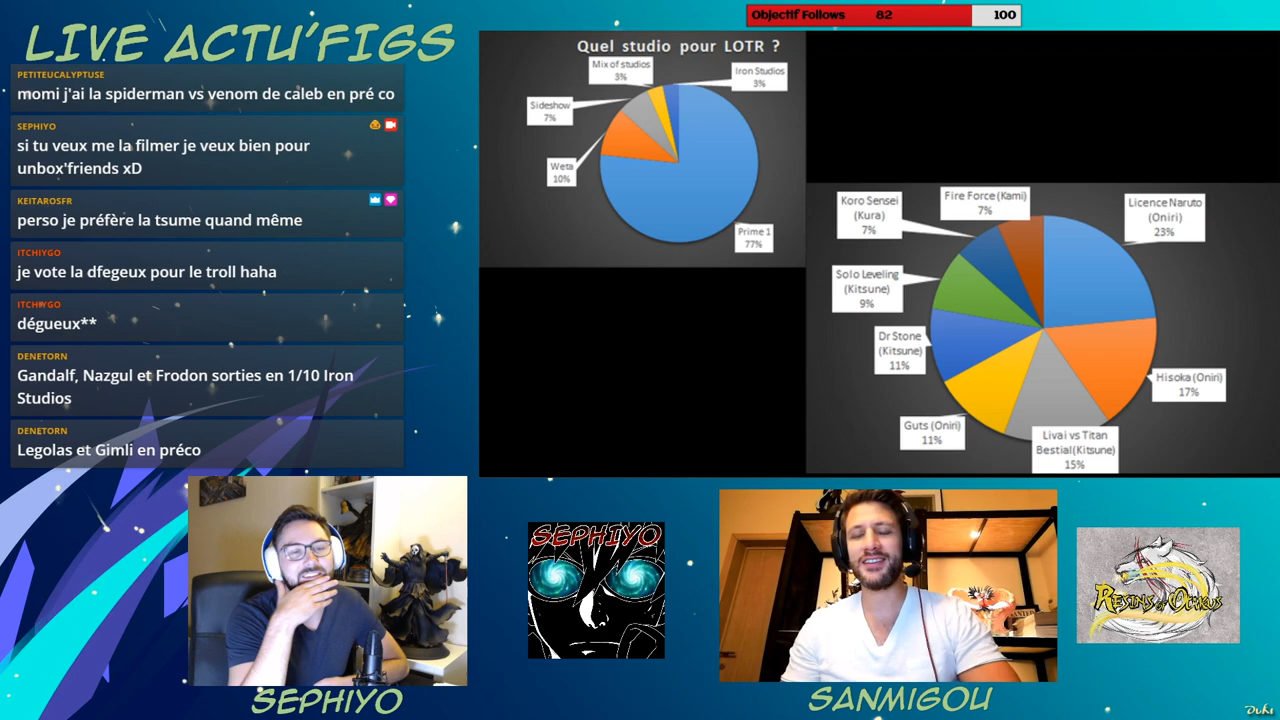 Objectif Follows 82 100
LIVE ACTU'FIGS
PETITEUCALYPTUSE
momi j'ai la spiderman vs venom de caleb en pré co
SEPHIYO
si tu veux me la filmer je veux bien pour
unbox'friends xD
KEITAROSFR
perso je préfère la tsume quand même
ITCHIYGO
je vote la dfegeux pour le troll haha
ITCHIYGO
dégueux**
DENETORN
Gandalf, Nazgul et Frodon sorties en 1/10 Iron
Studios
DENETORN
Legolas et Gimli en préco
Quel studio pour LOTR ?
Mix of studios
3%
Iron Studios
3%
Sideshow
7%
Weta
10%
Prime 1
77%
Koro Sensei
(Kura)
7%
Fire Force (Kami)
7%
Licence Naruto
(Oniri)
23%
Solo Leveling
(Kitsune)
9%
Dr Stone
(Kitsune)
11%
Hisoka (Oniri)
17%
Guts (Oniri)
11%
Livai vs Titan
Bestial (Kitsune)
15%
SEPHIYO
RESINS of OTAKUS
WANTED
SEPHIYO
SANMIGOU
Duke